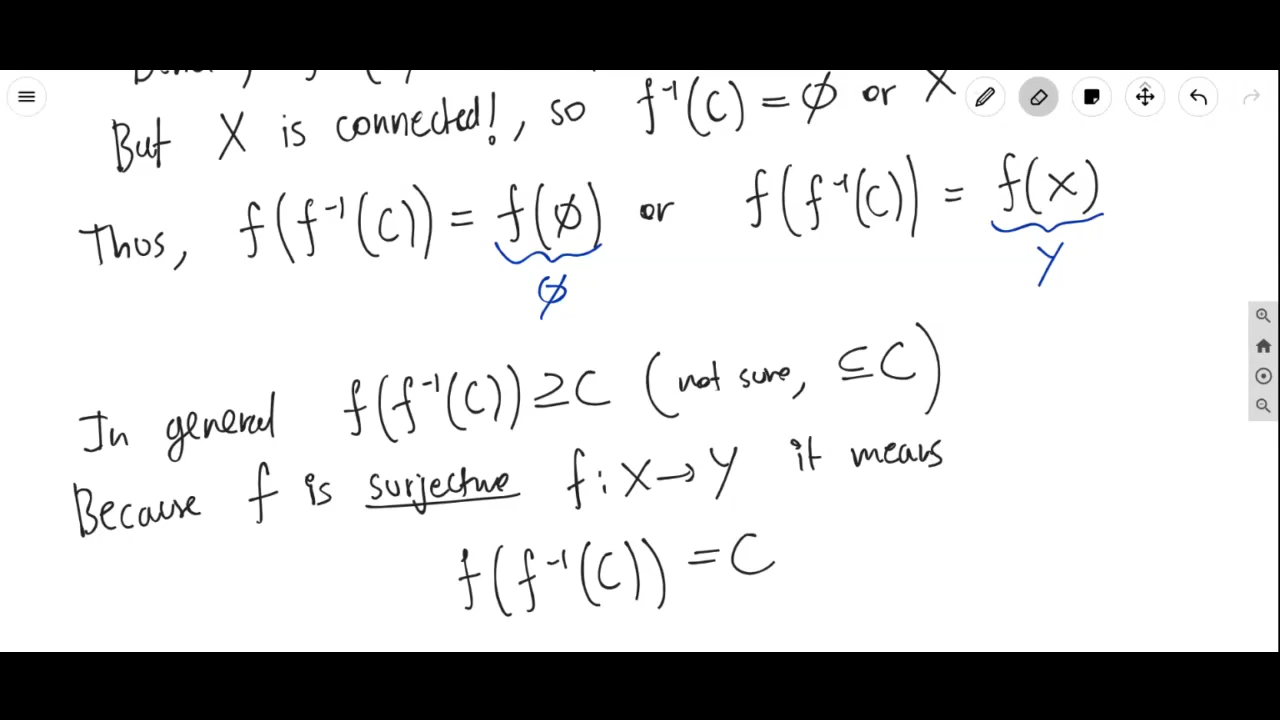 But X is connected!, so f⁻¹(C) = ∅ or X
Thus, f(f⁻¹(C)) = f(∅) or f(f⁻¹(C)) = f(X)
∅ Y
In general f(f⁻¹(C)) ⊇ C (not sure, ⊆ C)
Because f is surjective f: X → Y it means
f(f⁻¹(C)) = C